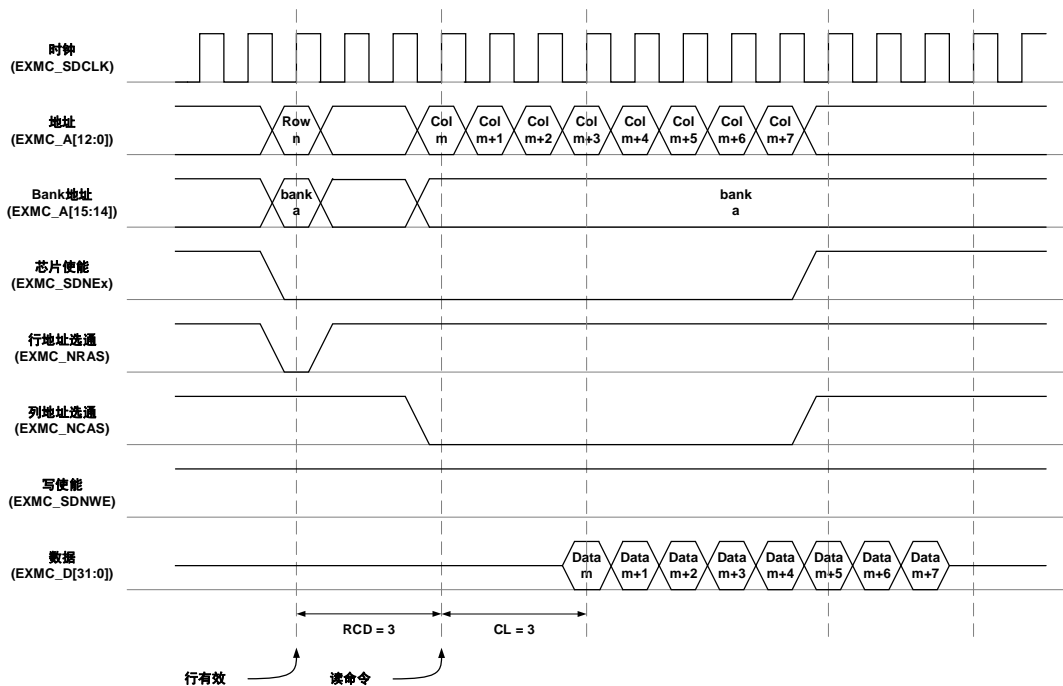 时钟
(EXMC_SDCLK)
地址
(EXMC_A[12:0])
Row
n
Col
m
Col
m+1
Col
m+2
Col
m+3
Col
m+4
Col
m+5
Col
m+6
Col
m+7
Bank地址
(EXMC_A[15:14])
bank
a
bank
a
芯片使能
(EXMC_SDNEx)
行地址选通
(EXMC_NRAS)
列地址选通
(EXMC_NCAS)
写使能
(EXMC_SDNWE)
数据
(EXMC_D[31:0])
Data
m
Data
m+1
Data
m+2
Data
m+3
Data
m+4
Data
m+5
Data
m+6
Data
m+7
RCD = 3
CL = 3
行有效
读命令